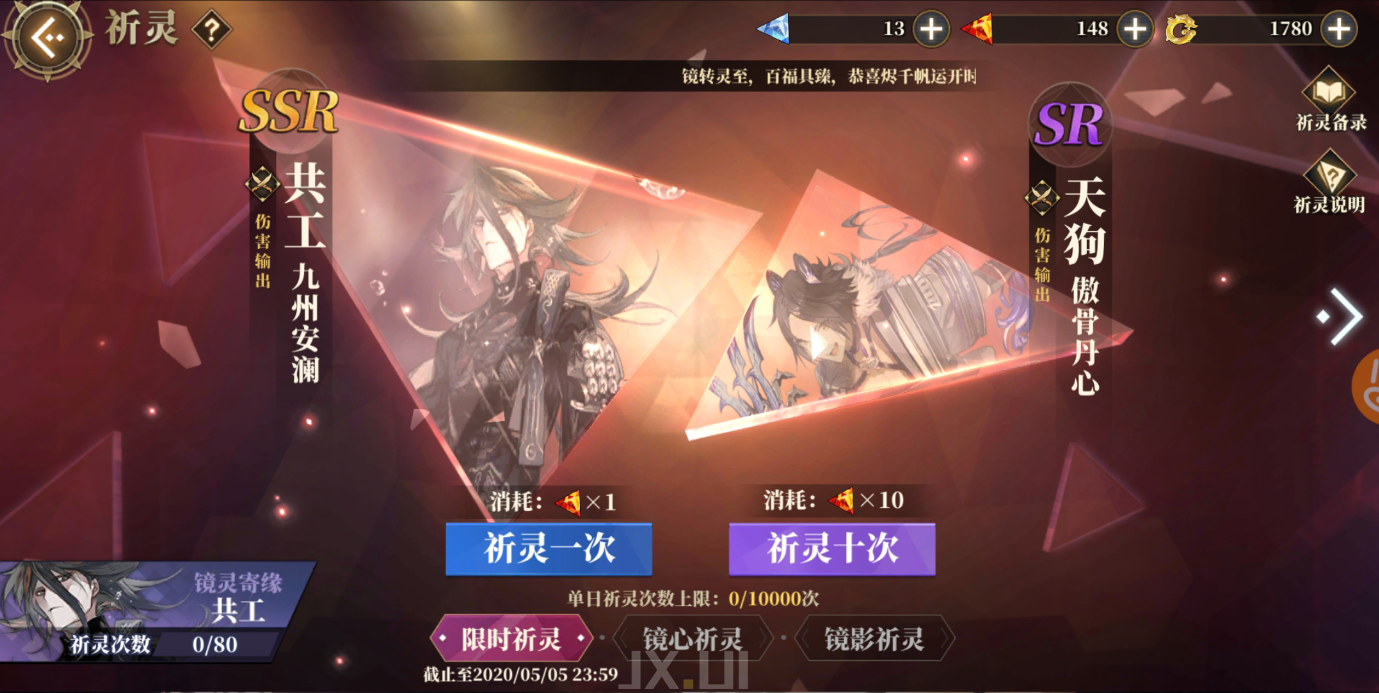 祈灵
?
13
148
1780
镜转灵至，百福具臻，恭喜烬千帆运开时
SSR
共工
九州安澜
伤害输出
SR
天狗
傲骨丹心
伤害输出
祈灵备录
?
祈灵说明
消耗：×1
祈灵一次
消耗：×10
祈灵十次
单日祈灵次数上限：0/10000次
镜灵寄缘
共工
祈灵次数 0/80
限时祈灵
镜心祈灵
镜影祈灵
截止至2020/05/05 23:59
JX.UI